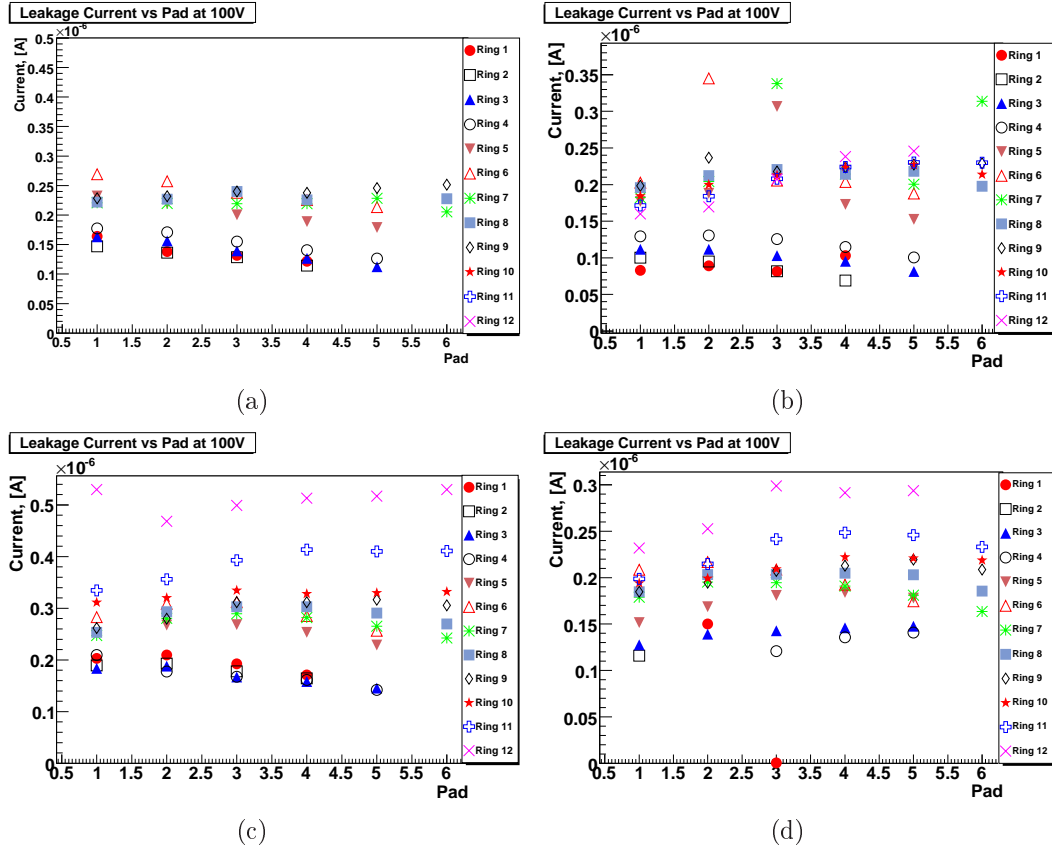 Leakage Current vs Pad at 100V
×10^-6
Current, [A]
0.5
0.45
0.4
0.35
0.3
0.25
0.2
0.15
0.1
0.05
0
0.5 1 1.5 2 2.5 3 3.5 4 4.5 5 5.5 6
Pad
Ring 1
Ring 2
Ring 3
Ring 4
Ring 5
Ring 6
Ring 7
Ring 8
Ring 9
Ring 10
Ring 11
Ring 12
(a)
Leakage Current vs Pad at 100V
×10^-6
Current, [A]
0.35
0.3
0.25
0.2
0.15
0.1
0.05
0
0.5 1 1.5 2 2.5 3 3.5 4 4.5 5 5.5 6
Pad
Ring 1
Ring 2
Ring 3
Ring 4
Ring 5
Ring 6
Ring 7
Ring 8
Ring 9
Ring 10
Ring 11
Ring 12
(b)
Leakage Current vs Pad at 100V
×10^-6
Current, [A]
0.5
0.4
0.3
0.2
0.1
0.5 1 1.5 2 2.5 3 3.5 4 4.5 5 5.5 6
Pad
Ring 1
Ring 2
Ring 3
Ring 4
Ring 5
Ring 6
Ring 7
Ring 8
Ring 9
Ring 10
Ring 11
Ring 12
(c)
Leakage Current vs Pad at 100V
×10^-6
Current, [A]
0.3
0.25
0.2
0.15
0.1
0.05
0
0.5 1 1.5 2 2.5 3 3.5 4 4.5 5 5.5 6
Pad
Ring 1
Ring 2
Ring 3
Ring 4
Ring 5
Ring 6
Ring 7
Ring 8
Ring 9
Ring 10
Ring 11
Ring 12
(d)